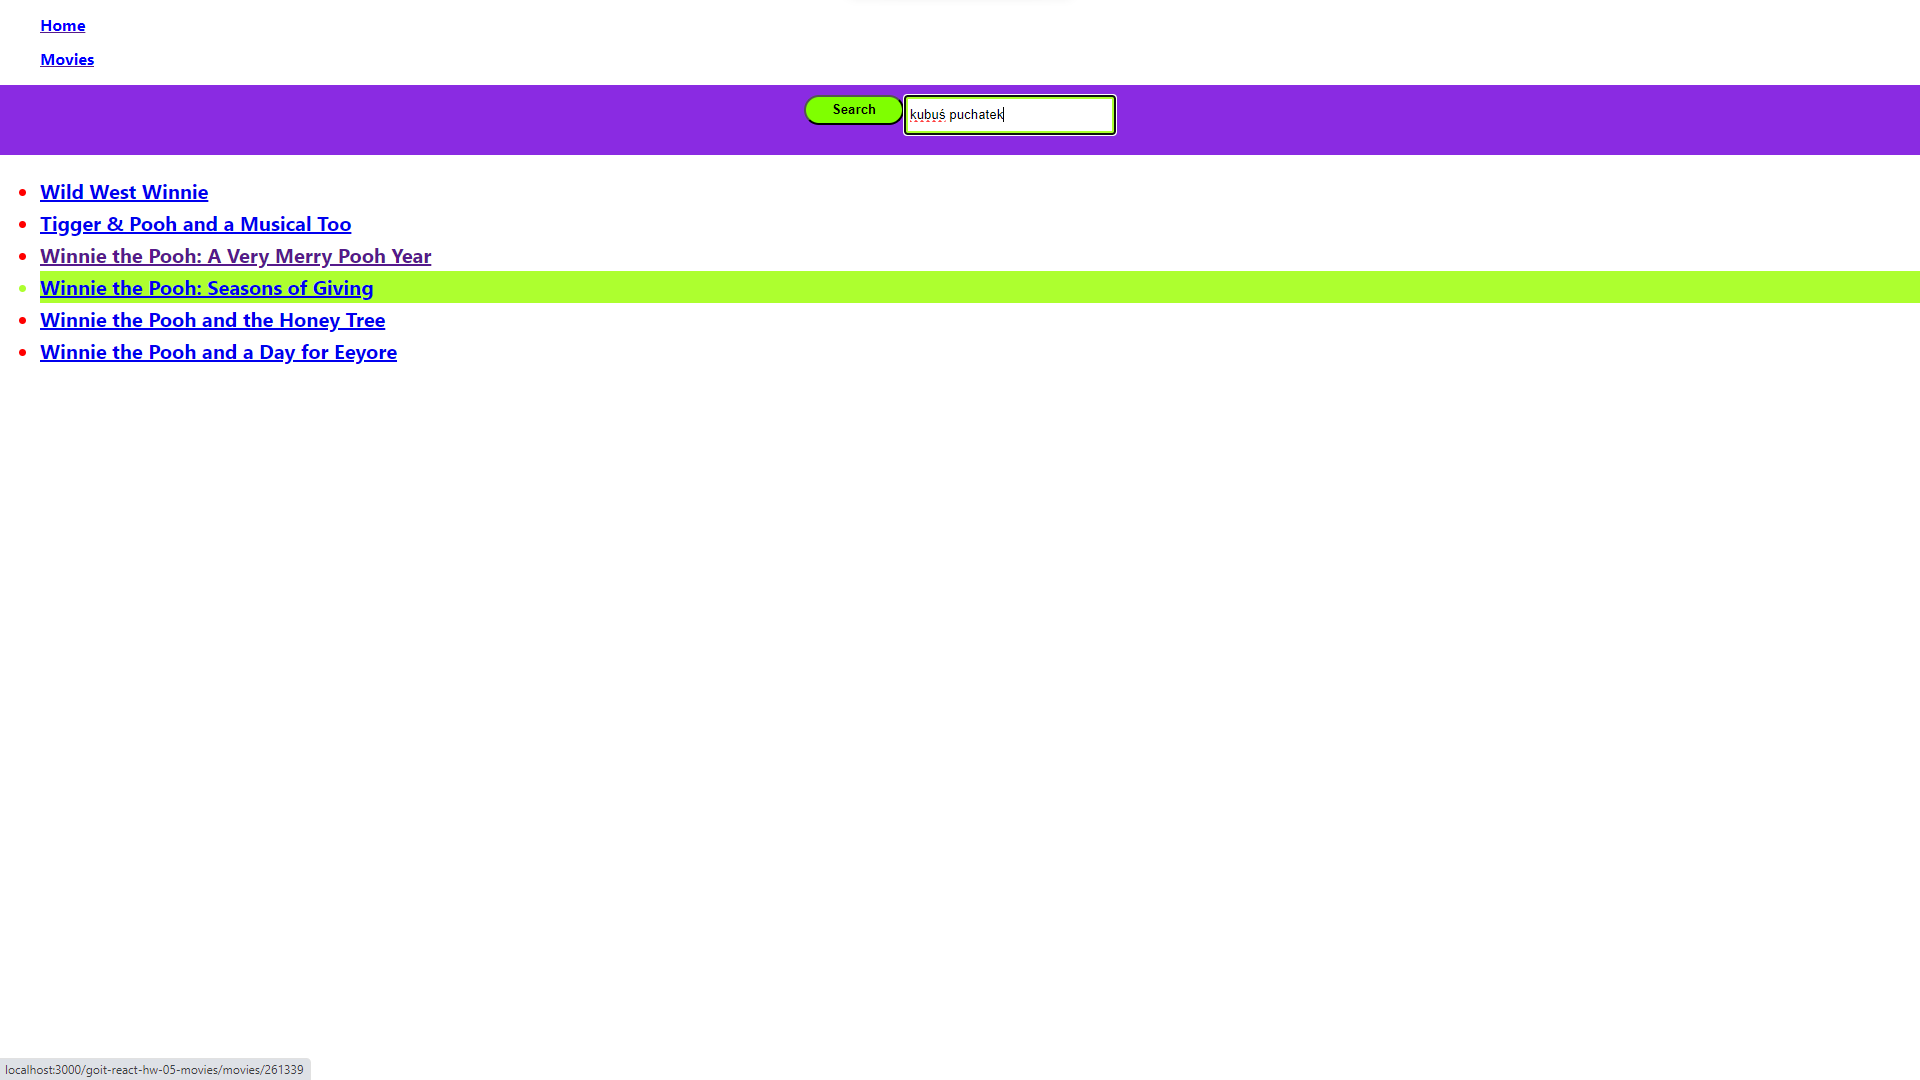 Home
Movies
Search
kubuś puchatek
Wild West Winnie
Tigger & Pooh and a Musical Too
Winnie the Pooh: A Very Merry Pooh Year
Winnie the Pooh: Seasons of Giving
Winnie the Pooh and the Honey Tree
Winnie the Pooh and a Day for Eeyore
localhost:3000/goit-react-hw-05-movies/movies/261339